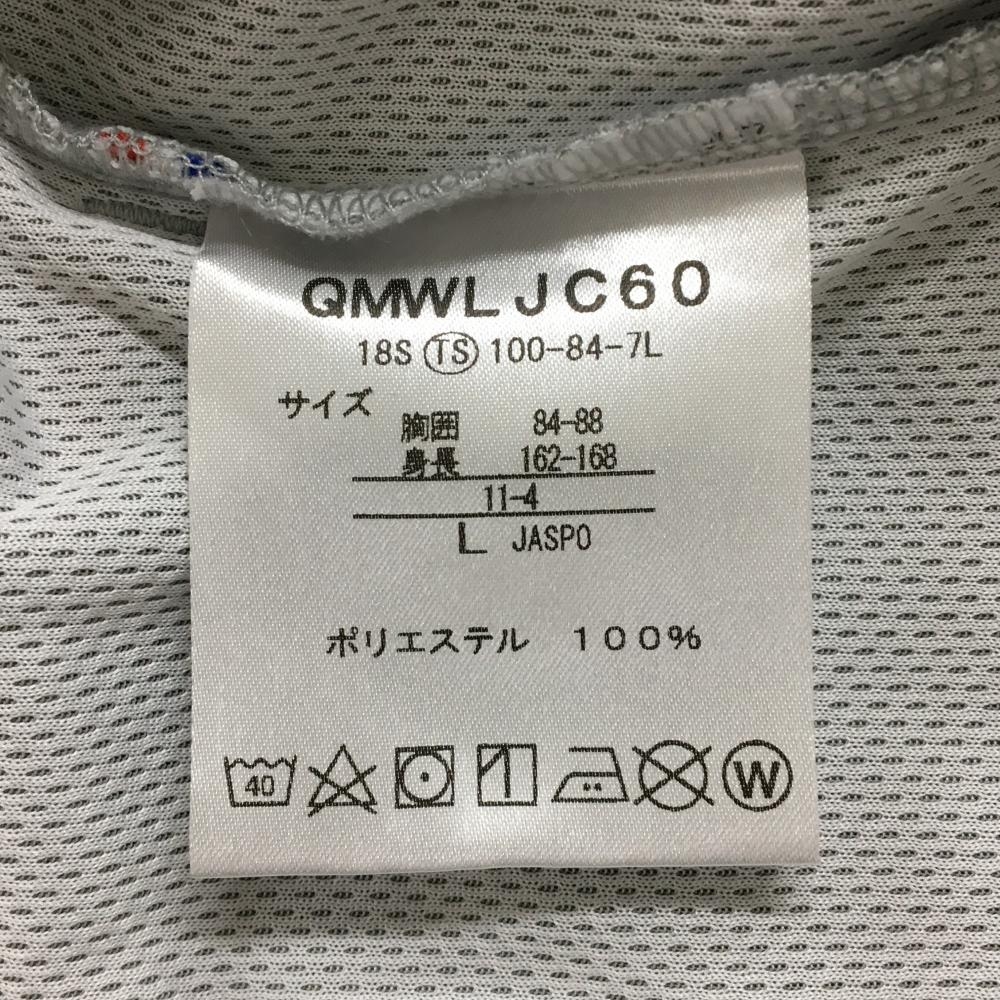 QMWLJC60
18S TS 100-84-7L
サイズ
胸囲 84-88
身長 162-168
11-4
L JASPO
ポリエステル 100%
40 W